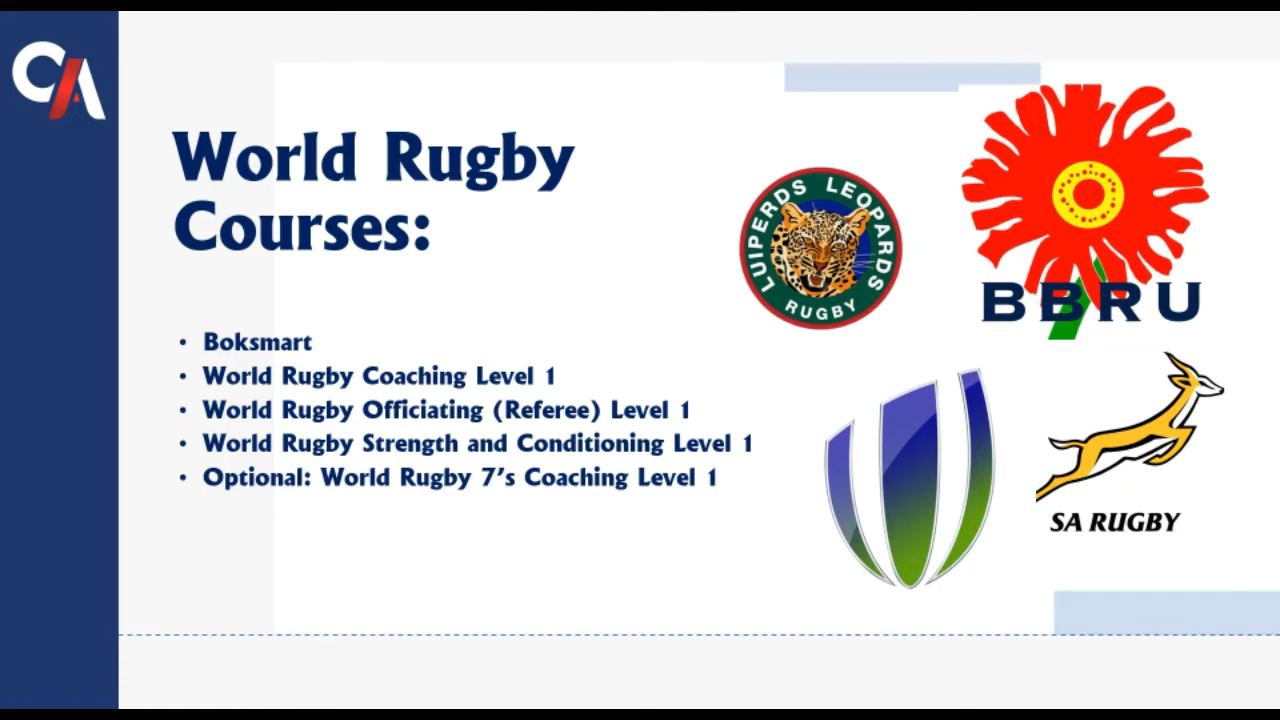 CA
World Rugby
Courses:
• Boksmart
• World Rugby Coaching Level 1
• World Rugby Officiating (Referee) Level 1
• World Rugby Strength and Conditioning Level 1
• Optional: World Rugby 7’s Coaching Level 1
LUIPERDS LEOPARDS
RUGBY
BBRU
SA RUGBY